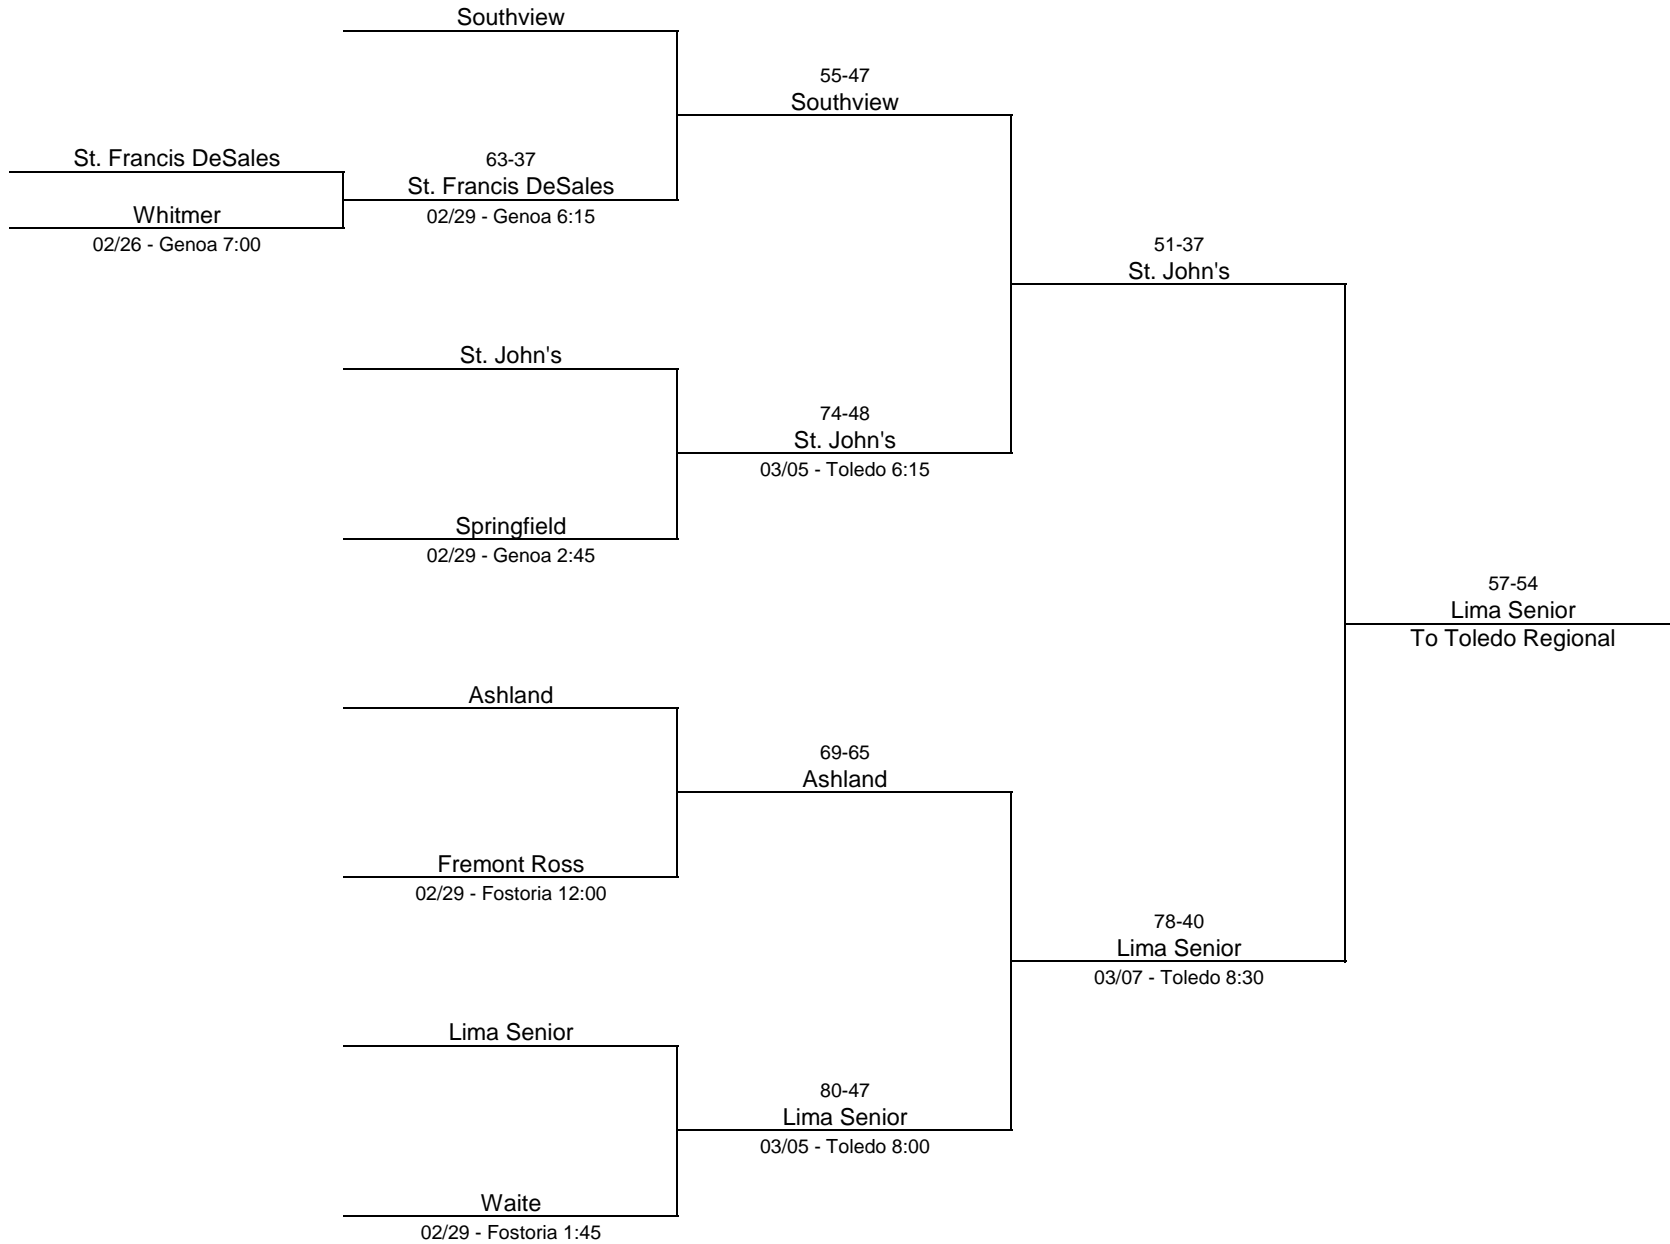 Southview
55-47
Southview
St. Francis DeSales
63-37
St. Francis DeSales
Whitmer
02/29 - Genoa 6:15
02/26 - Genoa 7:00
51-37
St. John's
St. John's
74-48
St. John's
03/05 - Toledo 6:15
Springfield
02/29 - Genoa 2:45
57-54
Lima Senior
To Toledo Regional
Ashland
69-65
Ashland
Fremont Ross
02/29 - Fostoria 12:00
78-40
Lima Senior
03/07 - Toledo 8:30
Lima Senior
80-47
Lima Senior
03/05 - Toledo 8:00
Waite
02/29 - Fostoria 1:45